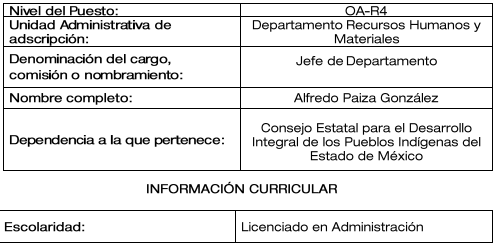 Nivel del Puesto: OA-R4
Unidad Administrativa de adscripción: Departamento Recursos Humanos y Materiales
Denominación del cargo, comisión o nombramiento: Jefe de Departamento
Nombre completo: Alfredo Paiza González
Dependencia a la que pertenece: Consejo Estatal para el Desarrollo Integral de los Pueblos Indígenas del Estado de México
INFORMACIÓN CURRICULAR
Escolaridad: Licenciado en Administración